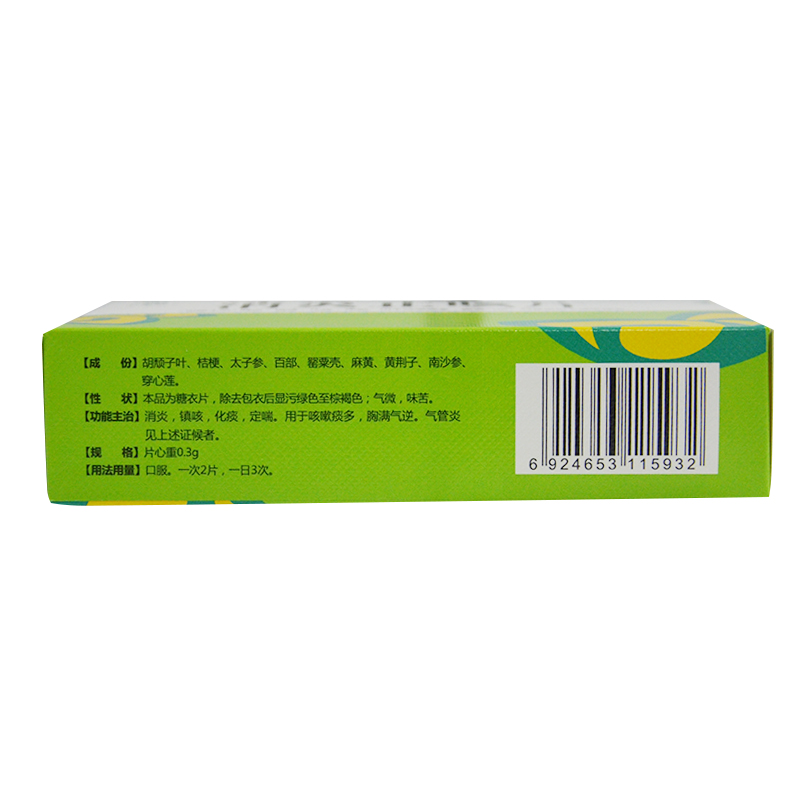 【成　份】胡颓子叶、桔梗、太子参、百部、罂粟壳、麻黄、黄荆子、南沙参、
穿心莲。
【性　状】本品为糖衣片，除去包衣后显污绿色至棕褐色；气微，味苦。
【功能主治】消炎，镇咳，化痰，定喘。用于咳嗽痰多，胸满气逆。气管炎
见上述证候者。
【规　格】片心重0.3g
【用法用量】口服。一次2片，一日3次。
6 924653 115932